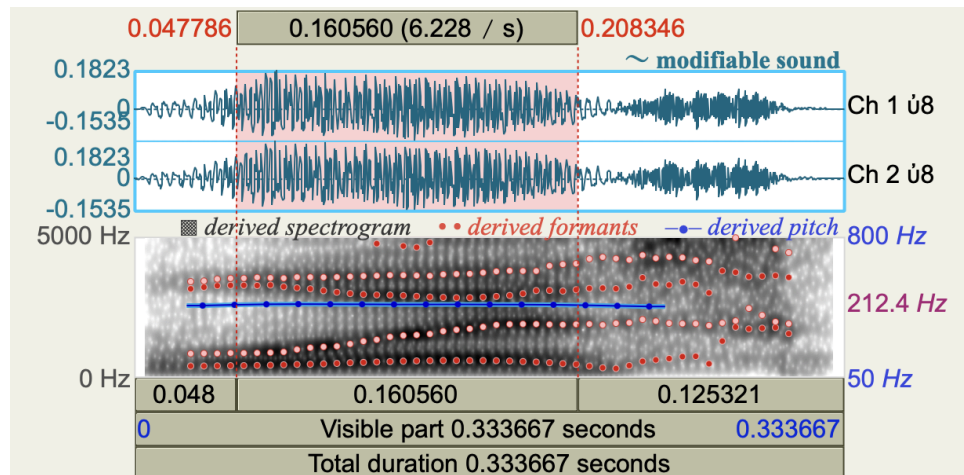 0.047786 0.160560 (6.228 / s) 0.208346
~ modifiable sound
0.1823
0
-0.1535
Ch 1 ὐ8
0.1823
0
-0.1535
Ch 2 ὐ8
derived spectrogram derived formants derived pitch
5000 Hz 800 Hz
212.4 Hz
0 Hz 50 Hz
0.048 0.160560 0.125321
0 Visible part 0.333667 seconds 0.333667
Total duration 0.333667 seconds